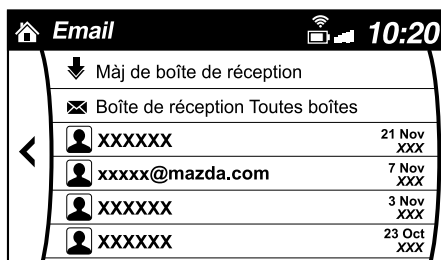 Email 10:20
Màj de boîte de réception
Boîte de réception Toutes boîtes
XXXXXX 21 Nov
XXX
xxxxx@mazda.com 7 Nov
XXX
XXXXXX 3 Nov
XXX
XXXXXX 23 Oct
XXX